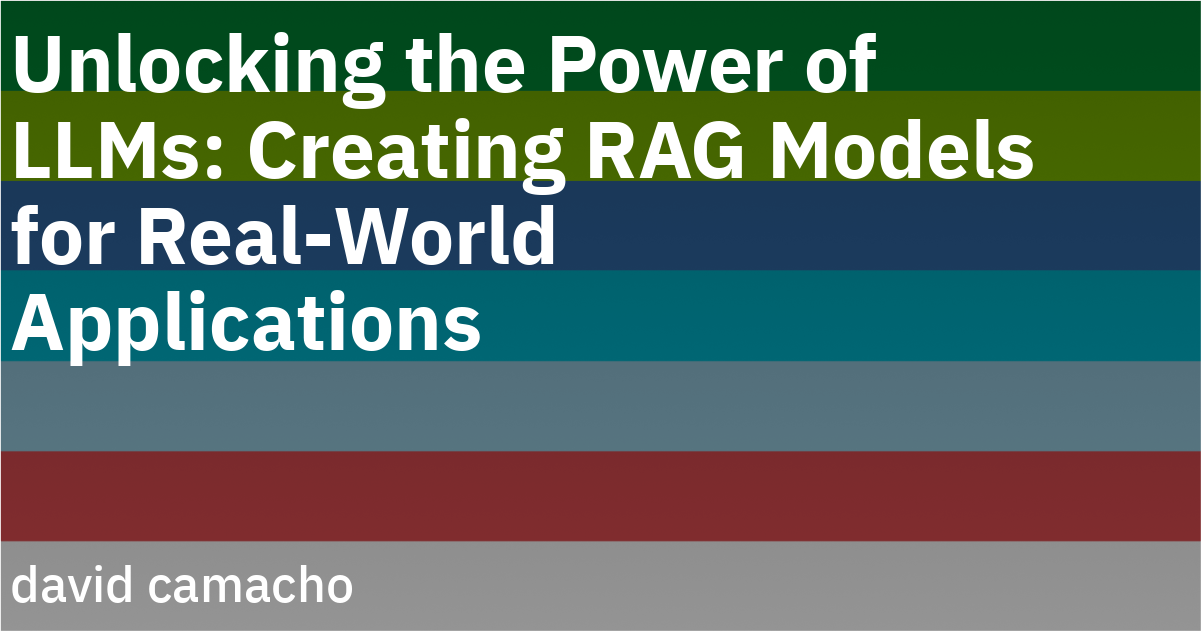 Unlocking the Power of
LLMs: Creating RAG Models
for Real-World
Applications
david camacho